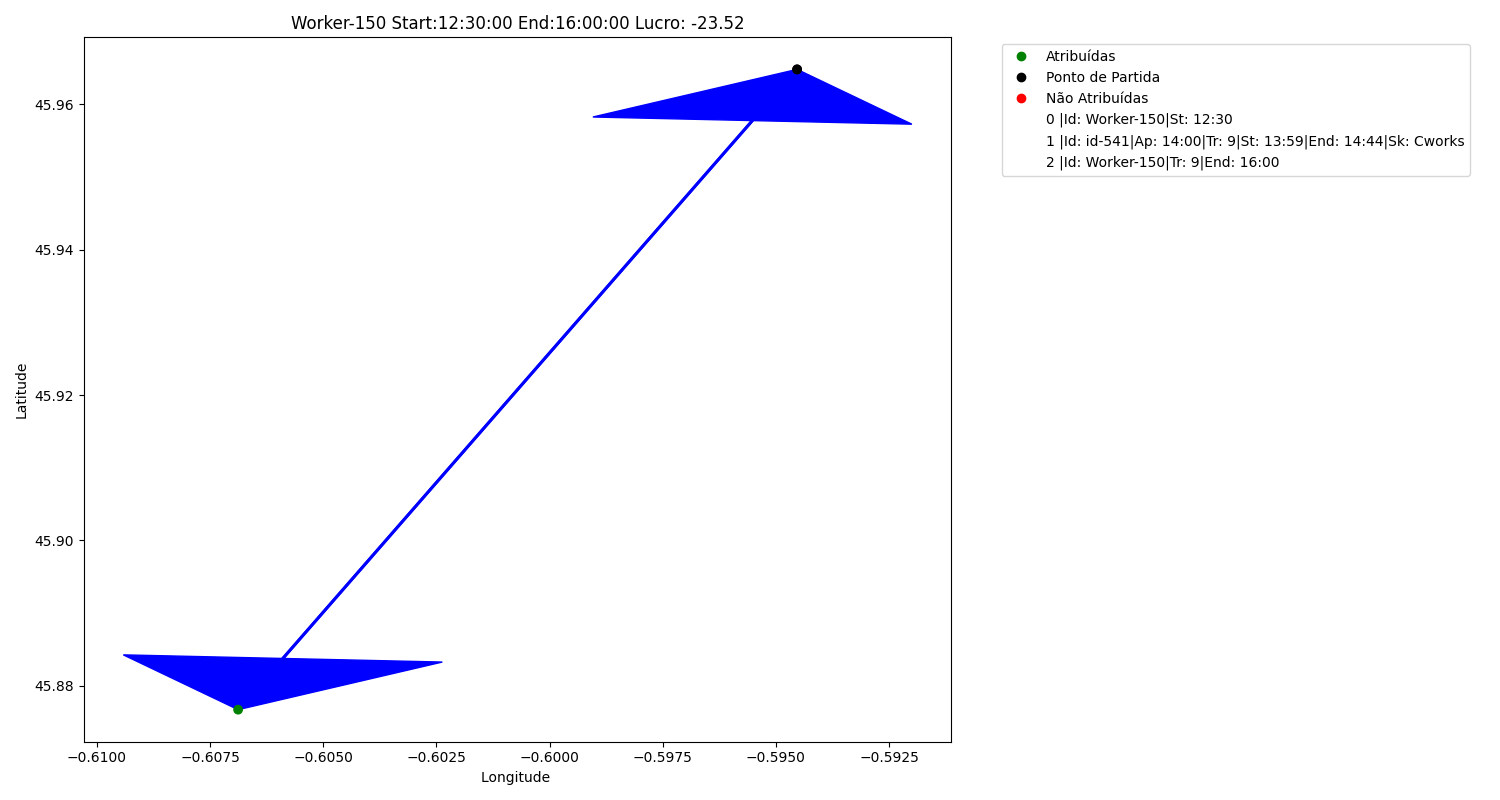 Worker-150 Start:12:30:00 End:16:00:00 Lucro: -23.52
Atribuídas
Ponto de Partida
Não Atribuídas
0 |Id: Worker-150|St: 12:30
1 |Id: id-541|Ap: 14:00|Tr: 9|St: 13:59|End: 14:44|Sk: Cworks
2 |Id: Worker-150|Tr: 9|End: 16:00
Latitude
45.96
45.94
45.92
45.90
45.88
−0.6100 −0.6075 −0.6050 −0.6025 −0.6000 −0.5975 −0.5950 −0.5925
Longitude